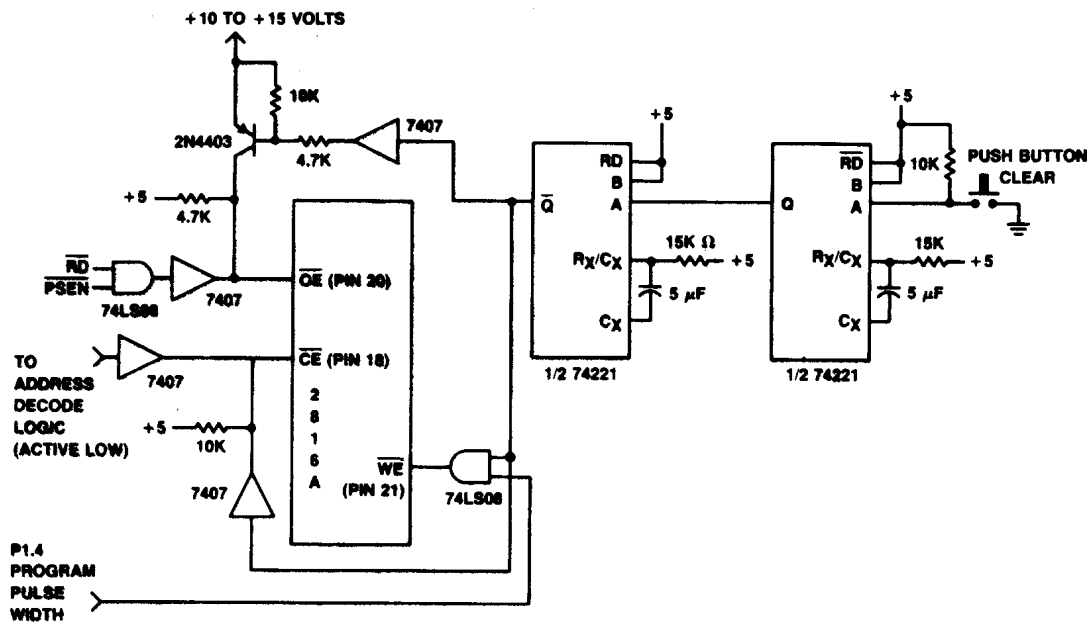 +10 TO +15 VOLTS
18K
7407
2N4403
4.7K
+5
4.7K
RD
PSEN
74LS08
7407
OE (PIN 20)
TO
ADDRESS
DECODE
LOGIC
(ACTIVE LOW)
7407
CE (PIN 18)
2
8
1
6
A
+5
10K
7407
WE
(PIN 21)
74LS08
P1.4
PROGRAM
PULSE
WIDTH
+5
RD
B
Q
A
15K Ω
RX/CX
+5
5 µF
CX
1/2 74221
+5
RD
10K
PUSH BUTTON
CLEAR
B
Q
A
15K
RX/CX
+5
5 µF
CX
1/2 74221